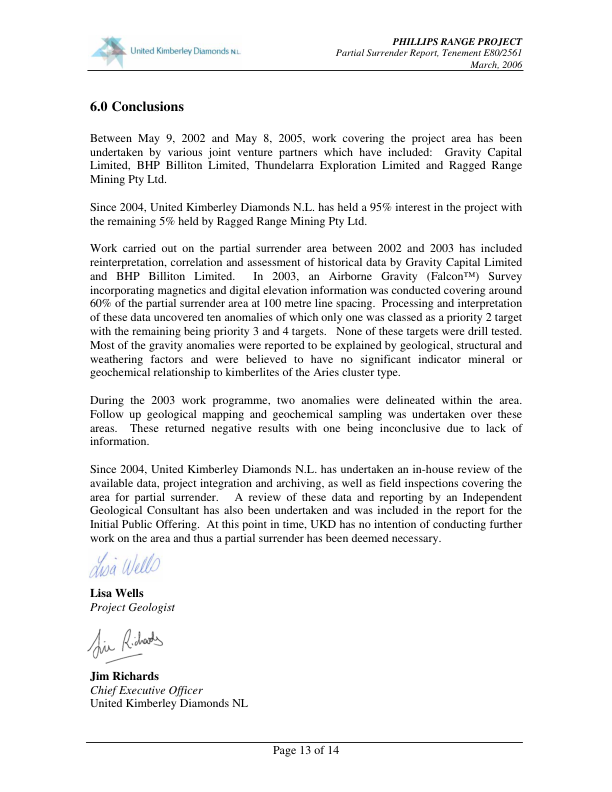 United Kimberley Diamonds N.L.
PHILLIPS RANGE PROJECT
Partial Surrender Report, Tenement E80/2561
March, 2006
6.0 Conclusions
Between May 9, 2002 and May 8, 2005, work covering the project area has been
undertaken by various joint venture partners which have included: Gravity Capital
Limited, BHP Billiton Limited, Thundelarra Exploration Limited and Ragged Range
Mining Pty Ltd.
Since 2004, United Kimberley Diamonds N.L. has held a 95% interest in the project with
the remaining 5% held by Ragged Range Mining Pty Ltd.
Work carried out on the partial surrender area between 2002 and 2003 has included
reinterpretation, correlation and assessment of historical data by Gravity Capital Limited
and BHP Billiton Limited. In 2003, an Airborne Gravity (Falcon™) Survey
incorporating magnetics and digital elevation information was conducted covering around
60% of the partial surrender area at 100 metre line spacing. Processing and interpretation
of these data uncovered ten anomalies of which only one was classed as a priority 2 target
with the remaining being priority 3 and 4 targets. None of these targets were drill tested.
Most of the gravity anomalies were reported to be explained by geological, structural and
weathering factors and were believed to have no significant indicator mineral or
geochemical relationship to kimberlites of the Aries cluster type.
During the 2003 work programme, two anomalies were delineated within the area.
Follow up geological mapping and geochemical sampling was undertaken over these
areas. These returned negative results with one being inconclusive due to lack of
information.
Since 2004, United Kimberley Diamonds N.L. has undertaken an in-house review of the
available data, project integration and archiving, as well as field inspections covering the
area for partial surrender. A review of these data and reporting by an Independent
Geological Consultant has also been undertaken and was included in the report for the
Initial Public Offering. At this point in time, UKD has no intention of conducting further
work on the area and thus a partial surrender has been deemed necessary.
Lisa Wells
Lisa Wells
Project Geologist
Jim Richards
Jim Richards
Chief Executive Officer
United Kimberley Diamonds NL
Page 13 of 14